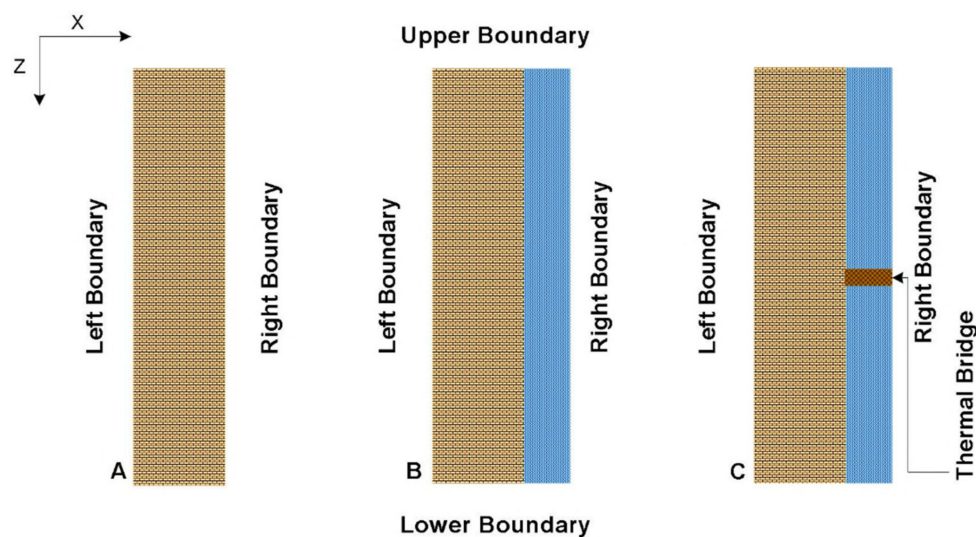 X
Z
Upper Boundary
Left Boundary
Right Boundary
A
Left Boundary
Right Boundary
B
Left Boundary
Right Boundary
Thermal Bridge
C
Lower Boundary